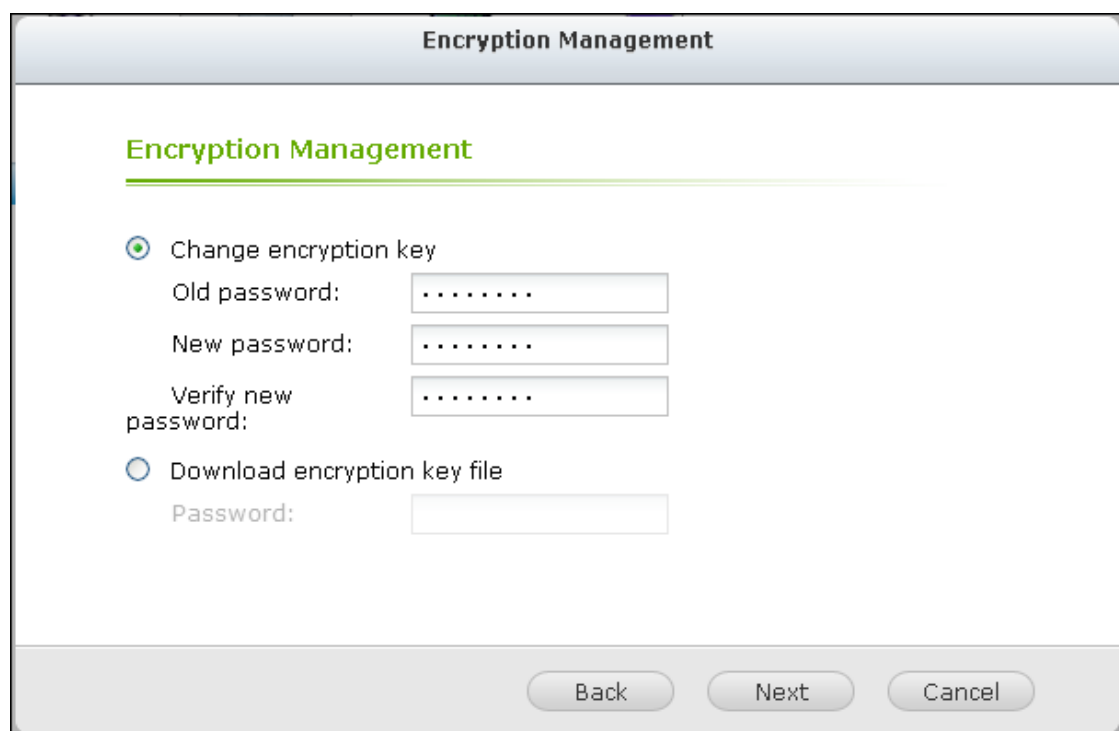 Encryption Management
Encryption Management
Change encryption key
Old password: ........
New password: ........
Verify new
password: ........
Download encryption key file
Password:
Back Next Cancel